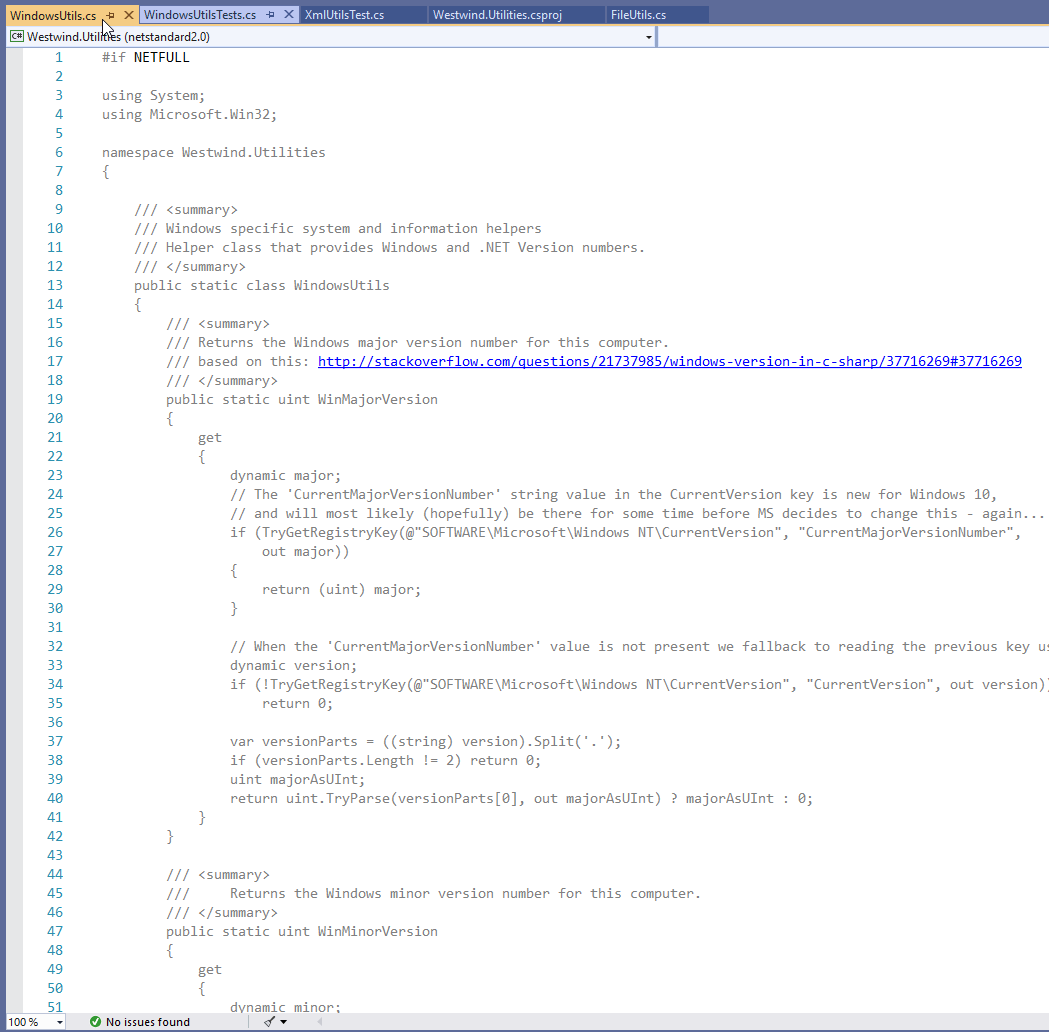 WindowsUtils.cs WindowsUtilsTests.cs XmlUtilsTest.cs Westwind.Utilities.csproj FileUtils.cs
C# Westwind.Utilities (netstandard2.0)
1 #if NETFULL
2
3 using System;
4 using Microsoft.Win32;
5
6 namespace Westwind.Utilities
7 {
8
9 /// <summary>
10 /// Windows specific system and information helpers
11 /// Helper class that provides Windows and .NET Version numbers.
12 /// </summary>
13 public static class WindowsUtils
14 {
15 /// <summary>
16 /// Returns the Windows major version number for this computer.
17 /// based on this: http://stackoverflow.com/questions/21737985/windows-version-in-c-sharp/37716269#37716269
18 /// </summary>
19 public static uint WinMajorVersion
20 {
21 get
22 {
23 dynamic major;
24 // The 'CurrentMajorVersionNumber' string value in the CurrentVersion key is new for Windows 10,
25 // and will most likely (hopefully) be there for some time before MS decides to change this - again...
26 if (TryGetRegistryKey(@"SOFTWARE\Microsoft\Windows NT\CurrentVersion", "CurrentMajorVersionNumber",
27 out major))
28 {
29 return (uint) major;
30 }
31
32 // When the 'CurrentMajorVersionNumber' value is not present we fallback to reading the previous key
33 dynamic version;
34 if (!TryGetRegistryKey(@"SOFTWARE\Microsoft\Windows NT\CurrentVersion", "CurrentVersion", out version))
35 return 0;
36
37 var versionParts = ((string) version).Split('.');
38 if (versionParts.Length != 2) return 0;
39 uint majorAsUInt;
40 return uint.TryParse(versionParts[0], out majorAsUInt) ? majorAsUInt : 0;
41 }
42 }
43
44 /// <summary>
45 /// Returns the Windows minor version number for this computer.
46 /// </summary>
47 public static uint WinMinorVersion
48 {
49 get
50 {
51 dynamic minor;
100 % No issues found